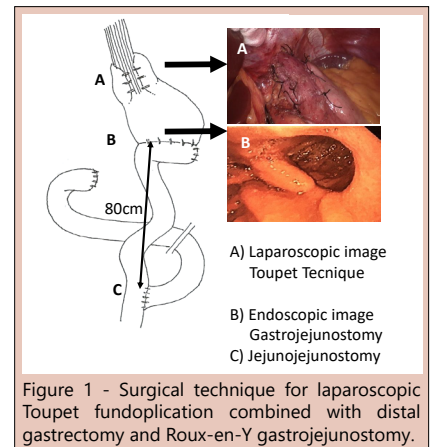 A
A
B
B
80cm
C
A) Laparoscopic image
Toupet Tecnique
B) Endoscopic image
Gastrojejunostomy
C) Jejunojejunostomy
Figure 1 - Surgical technique for laparoscopic
Toupet fundoplication combined with distal
gastrectomy and Roux-en-Y gastrojejunostomy.